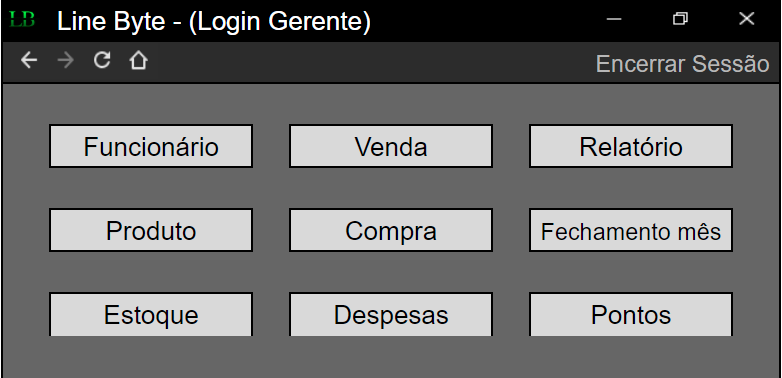 LB Line Byte - (Login Gerente)
Encerrar Sessão
Funcionário Venda Relatório
Produto Compra Fechamento mês
Estoque Despesas Pontos